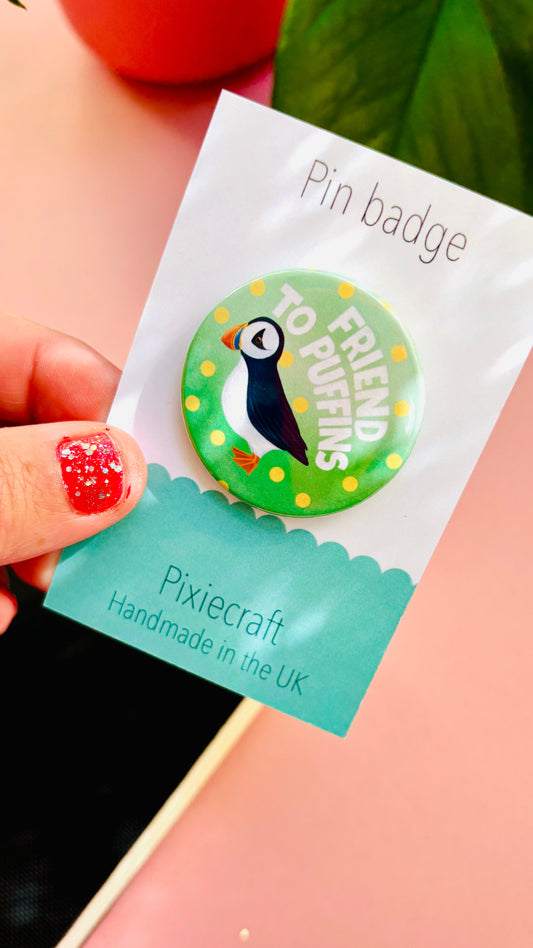 Pin badge
FRIEND
TO PUFFINS
Pixiecraft
Handmade in the UK